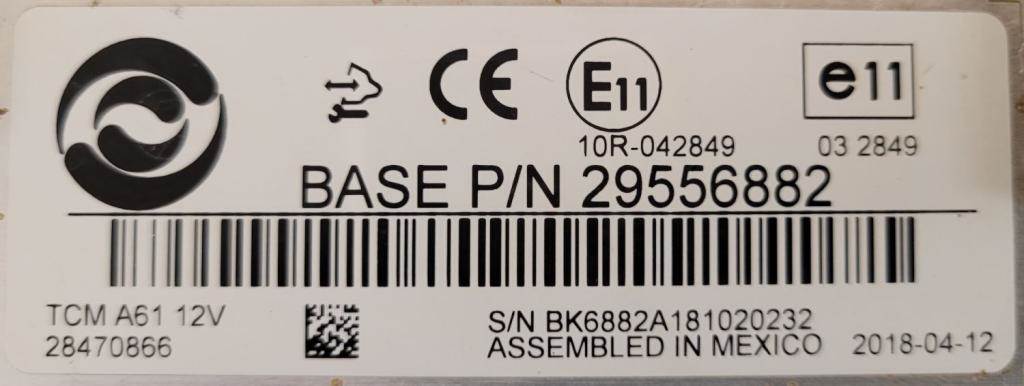 CE E11 e11
10R-042849 03 2849
BASE P/N 29556882
TCM A61 12V
28470866
S/N BK6882A181020232
ASSEMBLED IN MEXICO 2018-04-12